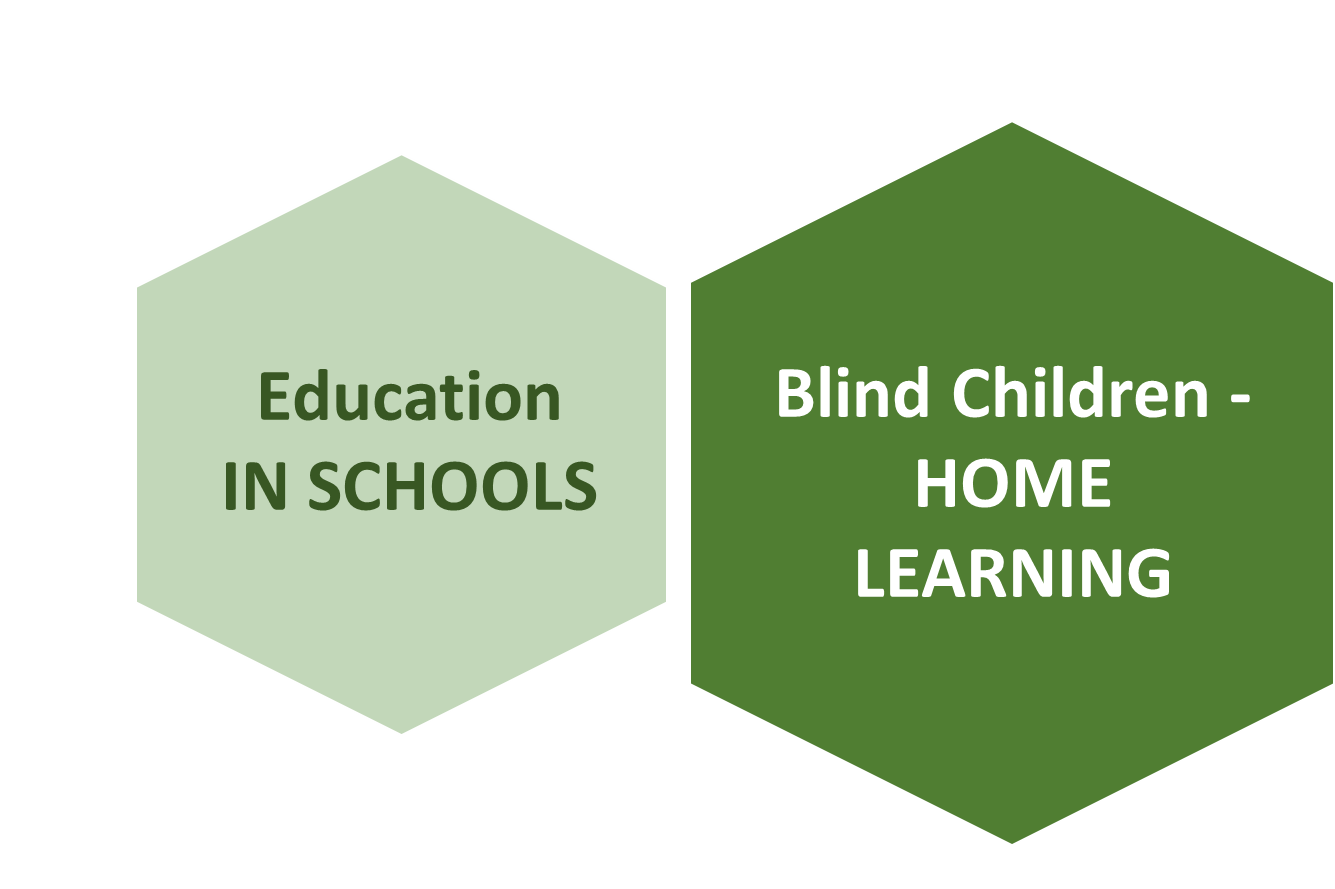 Education
IN SCHOOLS
Blind Children -
HOME
LEARNING